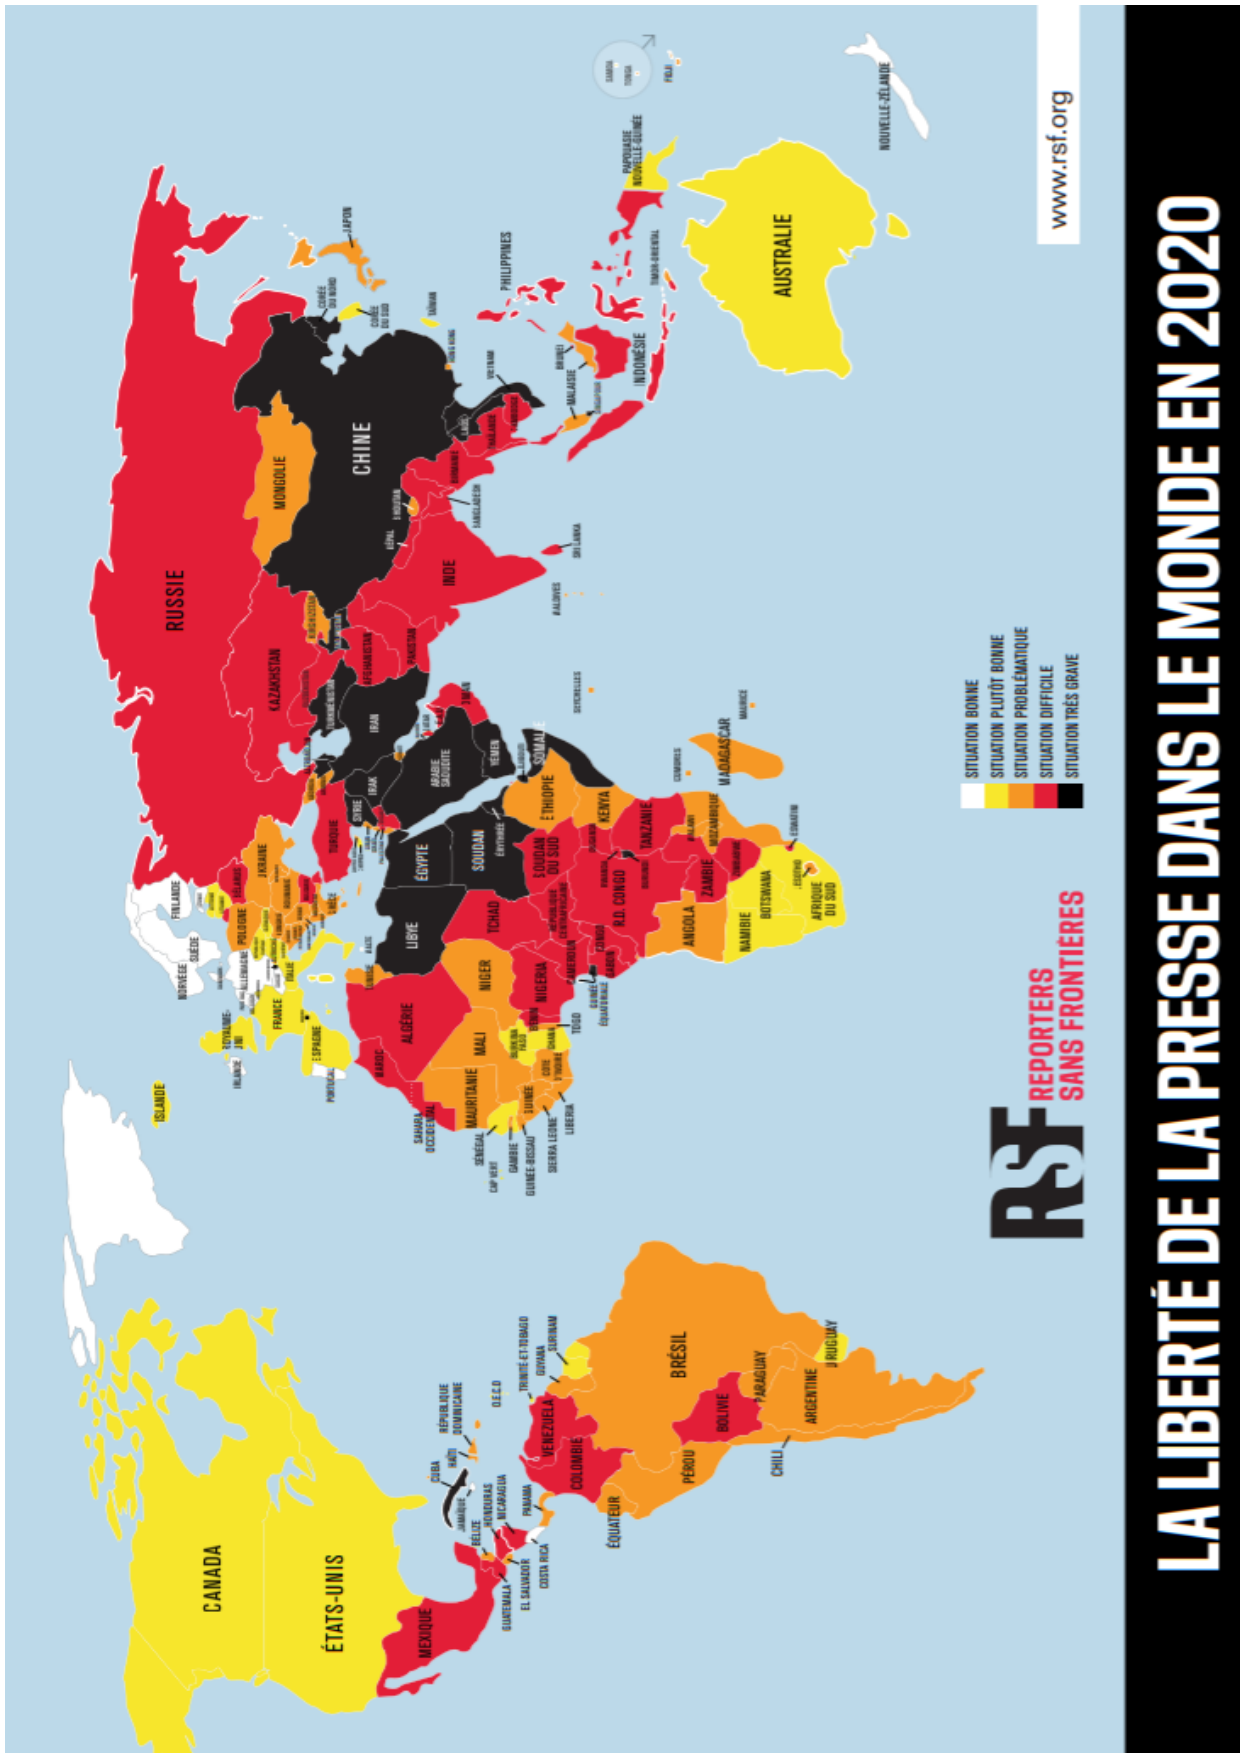 NOUVELLE-ZÉLANDE
FIDJI
SAMOA
TONGA
PAPOUASIE
NOUVELLE-GUINÉE
AUSTRALIE
TIMOR-ORIENTAL
INDONÉSIE
PHILIPPINES
BRUNEI
MALAISIE
SINGAPOUR
JAPON
CORÉE
DU NORD
CORÉE
DU SUD
TAÏWAN
HONG KONG
VIETNAM
LAOS
THAÏLANDE
CAMBODGE
BIRMANIE
BANGLADESH
BHOUTAN
NÉPAL
CHINE
MONGOLIE
RUSSIE
INDE
SRI LANKA
MALDIVES
KIRGHIZSTAN
KAZAKHSTAN
AFGHANISTAN
PAKISTAN
TURKMÉNISTAN
IRAN
IRAK
SYRIE
TURQUIE
QATAR
OMAN
YÉMEN
ARABIE
SAOUDITE
SEYCHELLES
MAURICE
COMORES
MADAGASCAR
FINLANDE
SUÈDE
NORVÈGE
BÉLARUS
UKRAINE
POLOGNE
ALLEMAGNE
ITALIE
FRANCE
ROYAUME-
UNI
IRLANDE
ESPAGNE
PORTUGAL
ISLANDE
GRÈCE
MALTE
TUNISIE
ÉGYPTE
LIBYE
ALGÉRIE
MAROC
SAHARA
OCCIDENTAL
SOUDAN
ÉRYTHRÉE
DJIBOUTI
SOMALIE
ÉTHIOPIE
KENYA
SOUDAN
DU SUD
OUGANDA
RWANDA
BURUNDI
TANZANIE
TCHAD
RÉPUBLIQUE
CENTRAFRICAINE
R.D. CONGO
CONGO
GABON
CAMEROUN
GUINÉE
ÉQUATORIALE
NIGER
NIGERIA
BÉNIN
TOGO
GHANA
BURKINA
FASO
CÔTE
D'IVOIRE
MALI
MAURITANIE
SÉNÉGAL
CAP VERT
GAMBIE
GUINÉE-BISSAU
GUINÉE
SIERRA LEONE
LIBERIA
ANGOLA
ZAMBIE
MALAWI
MOZAMBIQUE
ZIMBABWE
ESWATINI
LESOTHO
NAMIBIE
BOTSWANA
AFRIQUE
DU SUD
CANADA
ÉTATS-UNIS
MEXIQUE
CUBA
JAMAÏQUE
HAÏTI
RÉPUBLIQUE
DOMINICAINE
O.E.C.O
BÉLIZE
HONDURAS
NICARAGUA
GUATEMALA
EL SALVADOR
COSTA RICA
PANAMA
TRINITÉ-ET-TOBAGO
GUYANA
SURINAM
VENEZUELA
COLOMBIE
ÉQUATEUR
PÉROU
BRÉSIL
BOLIVIE
PARAGUAY
URUGUAY
ARGENTINE
CHILI
SITUATION BONNE
SITUATION PLUTÔT BONNE
SITUATION PROBLÉMATIQUE
SITUATION DIFFICILE
SITUATION TRÈS GRAVE
RSF REPORTERS
SANS FRONTIÈRES
www.rsf.org
LA LIBERTÉ DE LA PRESSE DANS LE MONDE EN 2020